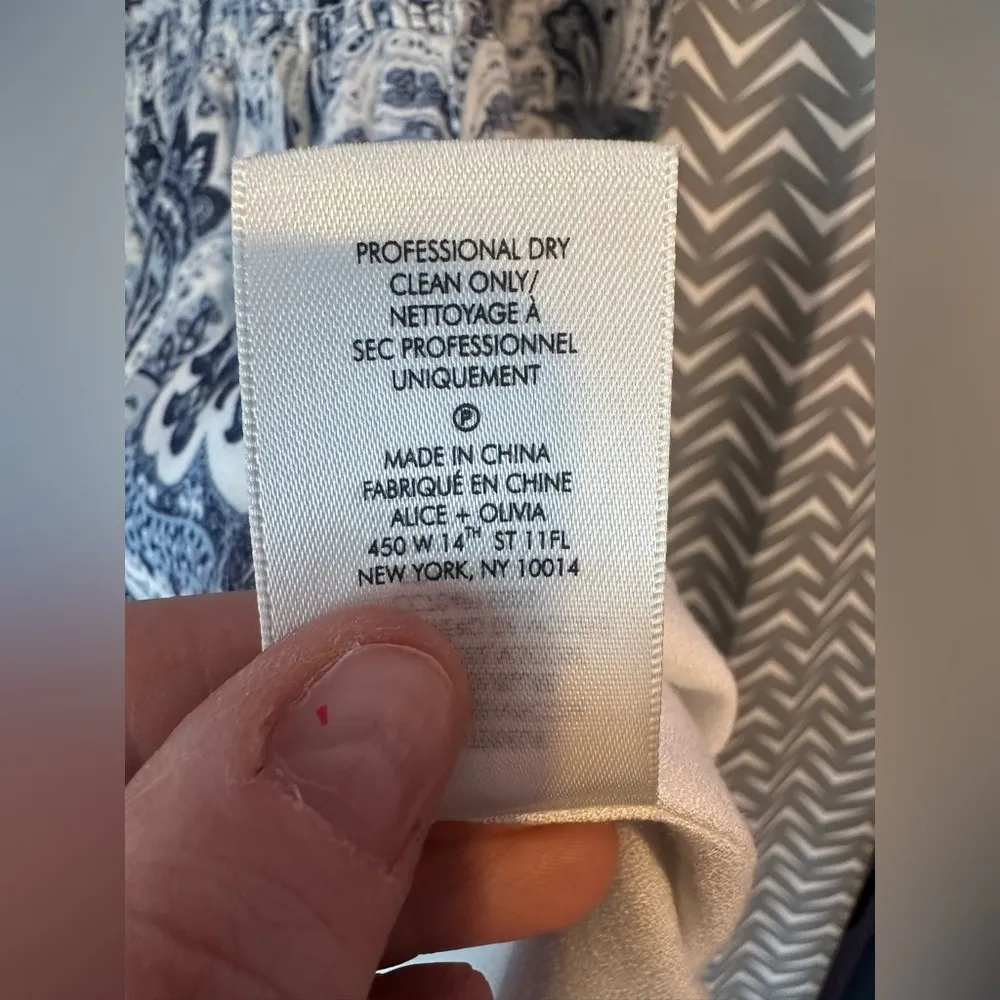 PROFESSIONAL DRY
CLEAN ONLY/
NETTOYAGE À
SEC PROFESSIONNEL
UNIQUEMENT
Ⓟ
MADE IN CHINA
FABRIQUÉ EN CHINE
ALICE + OLIVIA
450 W 14TH ST 11FL
NEW YORK, NY 10014